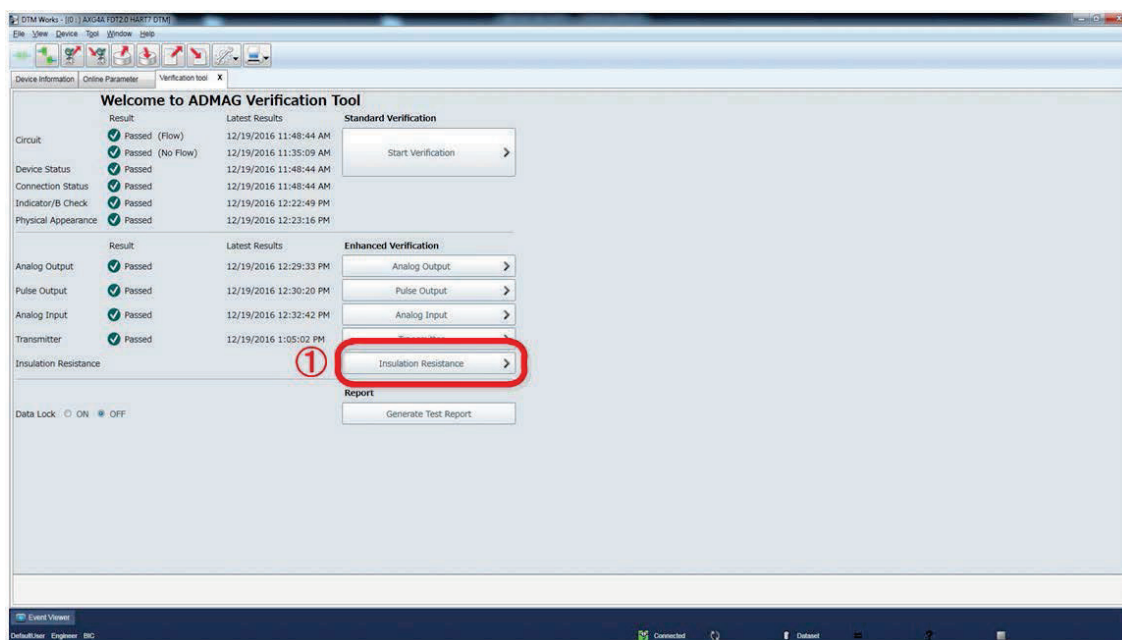 DTM Works - [(0 : ) AXG4A FDT2.0 HART7 DTM]
File View Device Tool Window Help
Device Information Online Parameter Verification tool X
Welcome to ADMAG Verification Tool
Result Latest Results Standard Verification
Circuit Passed (Flow) 12/19/2016 11:48:44 AM
Passed (No Flow) 12/19/2016 11:35:09 AM Start Verification
Device Status Passed 12/19/2016 11:48:44 AM
Connection Status Passed 12/19/2016 11:48:44 AM
Indicator/B Check Passed 12/19/2016 12:22:49 PM
Physical Appearance Passed 12/19/2016 12:23:16 PM
Result Latest Results Enhanced Verification
Analog Output Passed 12/19/2016 12:29:33 PM Analog Output
Pulse Output Passed 12/19/2016 12:30:20 PM Pulse Output
Analog Input Passed 12/19/2016 12:32:42 PM Analog Input
Transmitter Passed 12/19/2016 1:05:02 PM Transmitter
Insulation Resistance ① Insulation Resistance
Report
Data Lock ON OFF Generate Test Report
Event Viewer
DefaultUser Engineer BIC Connected Dataset